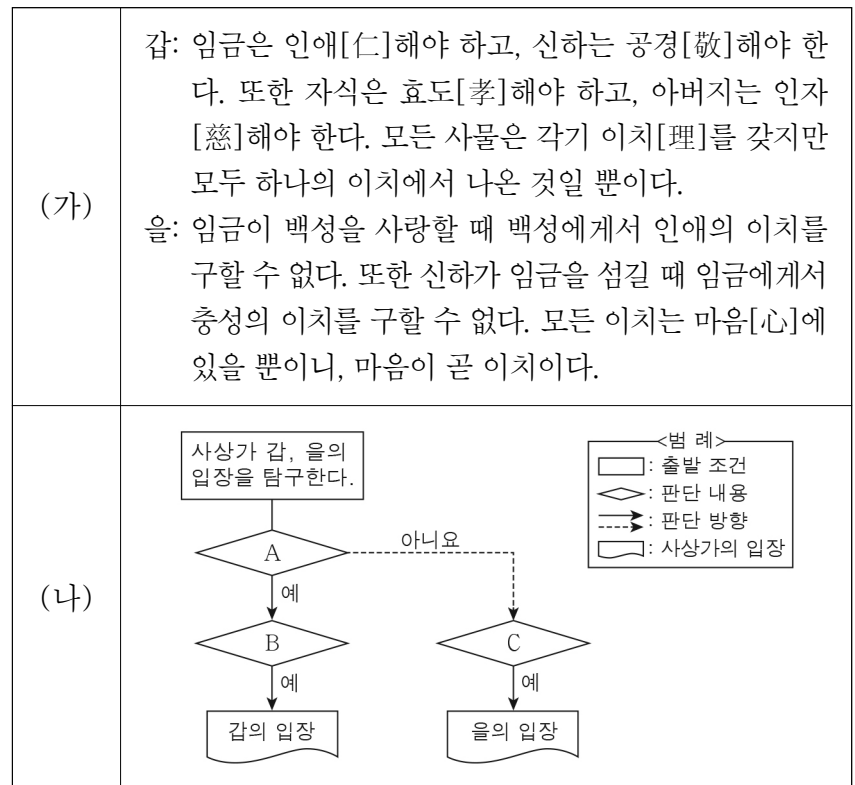 (가)
갑: 임금은 인애[仁]해야 하고, 신하는 공경[敬]해야 한
다. 또한 자식은 효도[孝]해야 하고, 아버지는 인자
[慈]해야 한다. 모든 사물은 각기 이치[理]를 갖지만
모두 하나의 이치에서 나온 것일 뿐이다.
을: 임금이 백성을 사랑할 때 백성에게서 인애의 이치를
구할 수 없다. 또한 신하가 임금을 섬길 때 임금에게서
충성의 이치를 구할 수 없다. 모든 이치는 마음[心]에
있을 뿐이니, 마음이 곧 이치이다.
(나)
사상가 갑, 을의
입장을 탐구한다.
<범 례>
: 출발 조건
: 판단 내용
: 판단 방향
: 사상가의 입장
A
아니요
예
B
C
예
예
갑의 입장
을의 입장